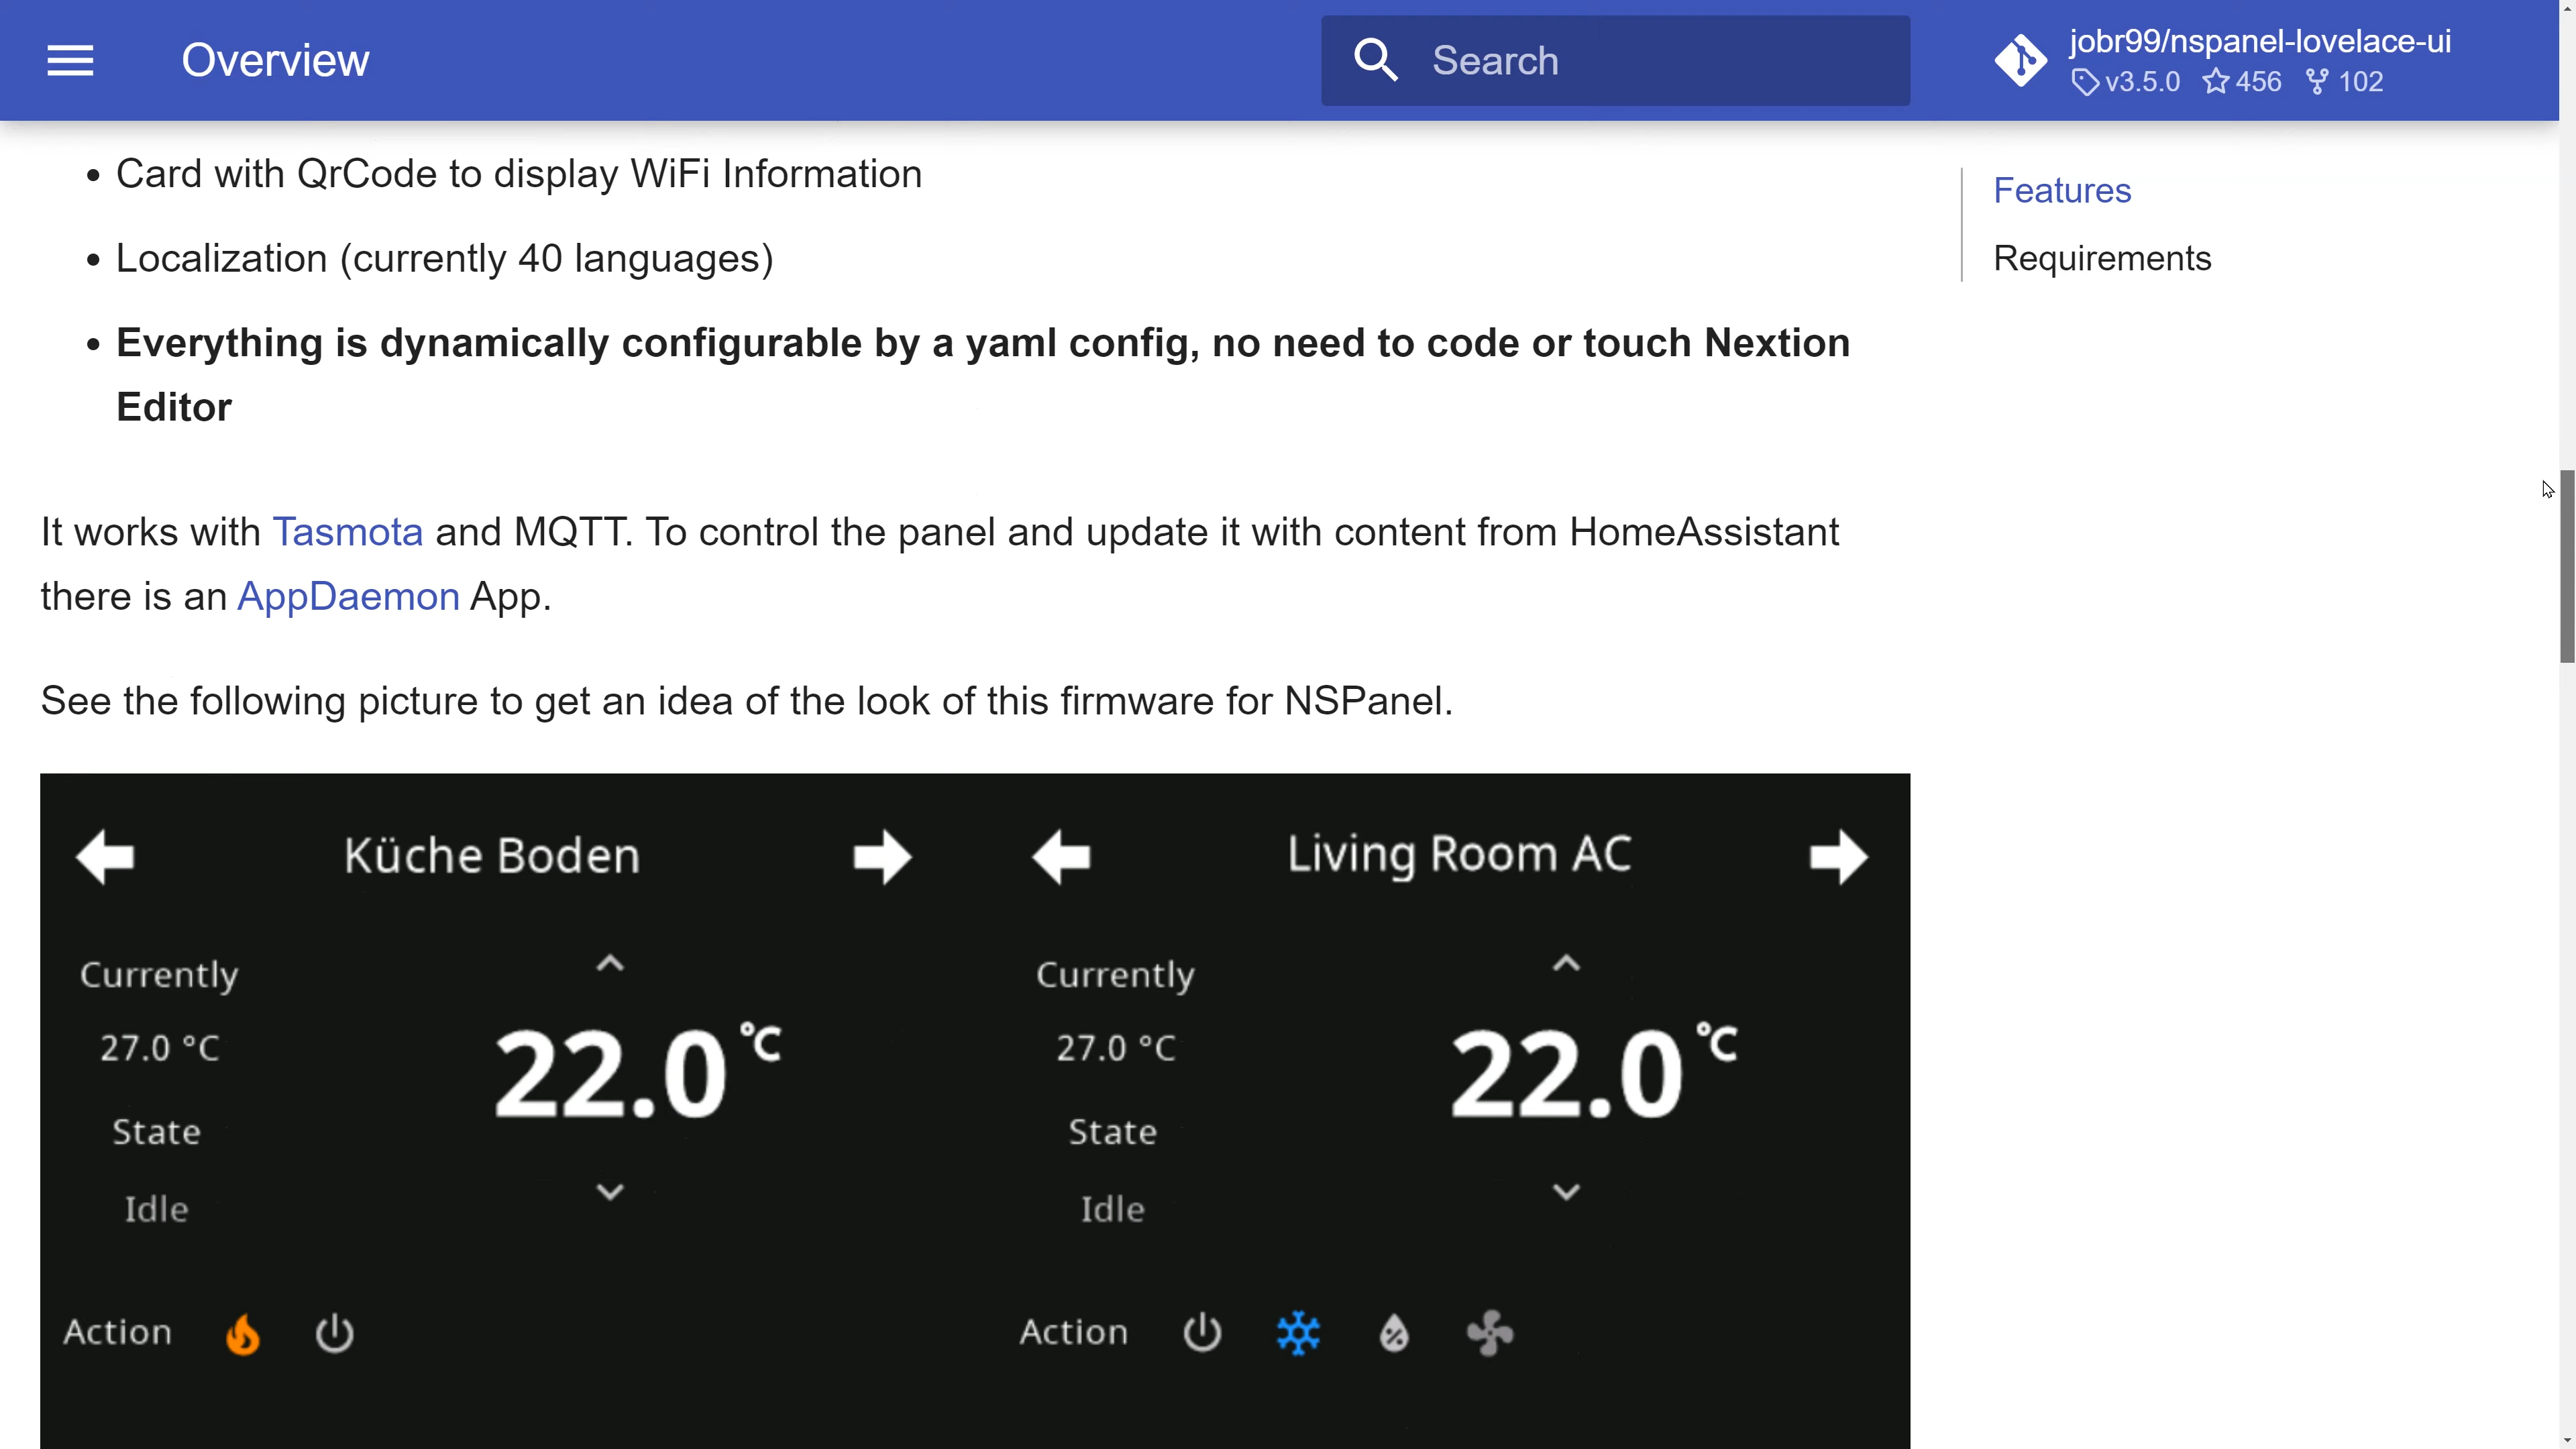 Overview
Search
jobr99/nspanel-lovelace-ui
v3.5.0 456 102
• Card with QrCode to display WiFi Information
• Localization (currently 40 languages)
• Everything is dynamically configurable by a yaml config, no need to code or touch Nextion
Editor
Features
Requirements
It works with Tasmota and MQTT. To control the panel and update it with content from HomeAssistant
there is an AppDaemon App.
See the following picture to get an idea of the look of this firmware for NSPanel.
Küche Boden
Currently
27.0 °C
22.0 °C
State
Idle
Action
Living Room AC
Currently
27.0 °C
22.0 °C
State
Idle
Action